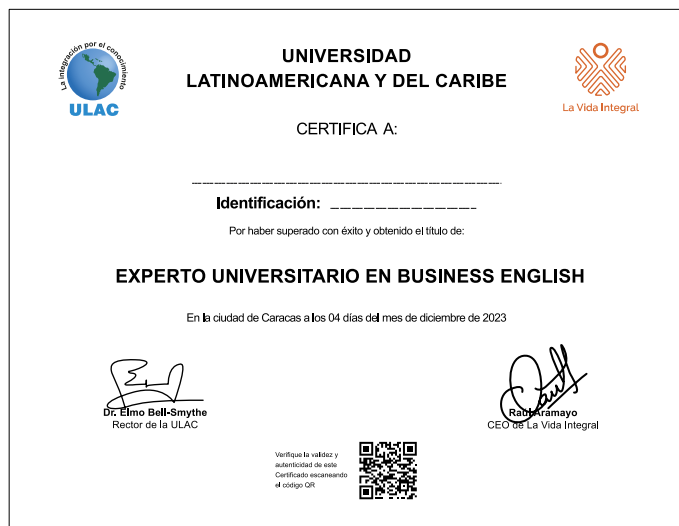 La integración por el conocimiento
ULAC
UNIVERSIDAD
LATINOAMERICANA Y DEL CARIBE
La Vida Integral
CERTIFICA A:
Identificación:
Por haber superado con éxito y obtenido el título de:
EXPERTO UNIVERSITARIO EN BUSINESS ENGLISH
En la ciudad de Caracas a los 04 días del mes de diciembre de 2023
Dr. Elmo Bell-Smythe
Rector de la ULAC
Raúl Aramayo
CEO de La Vida Integral
Verifique la validez y
autenticidad de este
Certificado escaneando
el código QR